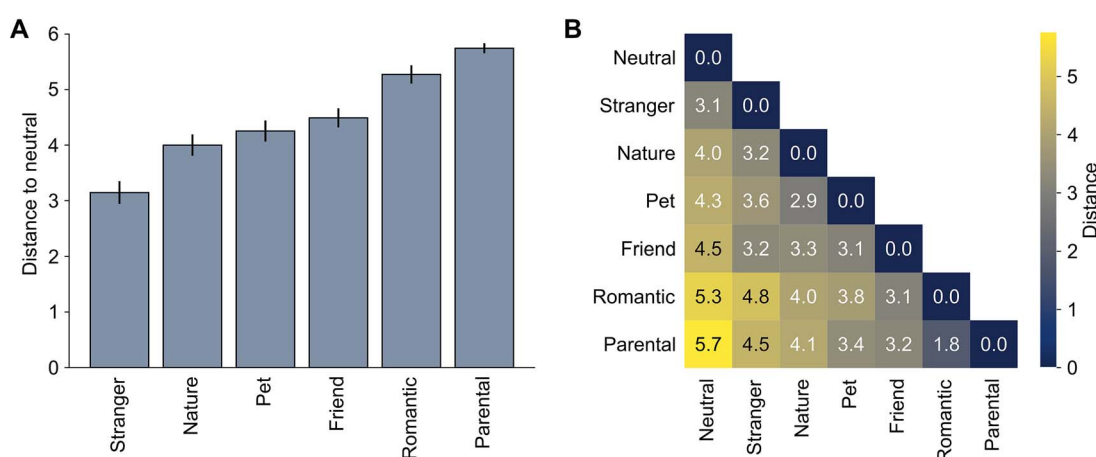 A
Distance to neutral
6
5
4
3
2
1
0
Stranger
Nature
Pet
Friend
Romantic
Parental
B
Neutral 0.0
Stranger 3.1 0.0
Nature 4.0 3.2 0.0
Pet 4.3 3.6 2.9 0.0
Friend 4.5 3.2 3.3 3.1 0.0
Romantic 5.3 4.8 4.0 3.8 3.1 0.0
Parental 5.7 4.5 4.1 3.4 3.2 1.8 0.0
Neutral
Stranger
Nature
Pet
Friend
Romantic
Parental
5
4
3
2
1
0
Distance